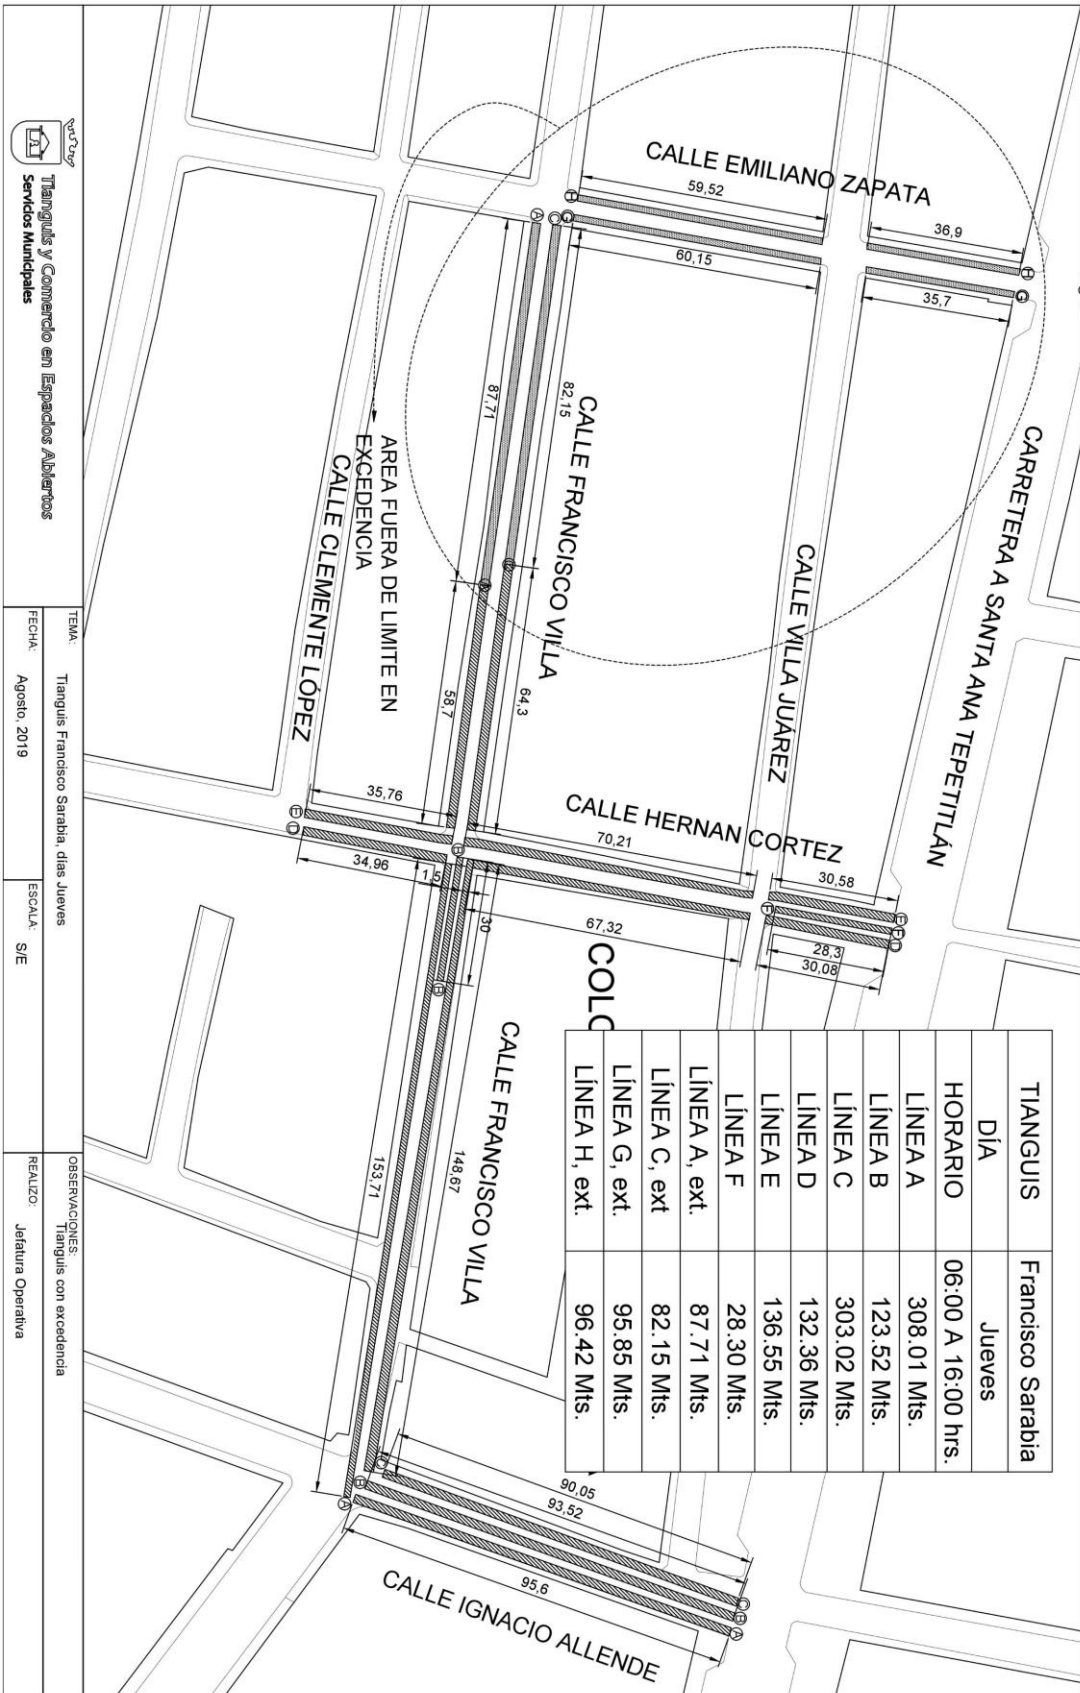 CALLE EMILIANO ZAPATA
59,52
36,9
H
H
G
G
60,15
35,7
A
C
CARRETERA A SANTA ANA TEPETITLÁN
CALLE FRANCISCO VILLA
82,15
87,71
CALLE VILLA JUÁREZ
AREA FUERA DE LIMITE EN
EXCEDENCIA
CALLE CLEMENTE LÓPEZ
64,3
58,7
CALLE HERNAN CORTEZ
70,21
30,58
35,76
E
D
B
34,96
1,5
30
67,32
F
E
F
D
28,3
30,08
B
COLO
CALLE FRANCISCO VILLA
148,67
153,71
TIANGUIS Francisco Sarabia
DÍA Jueves
HORARIO 06:00 A 16:00 hrs.
LÍNEA A 308.01 Mts.
LÍNEA B 123.52 Mts.
LÍNEA C 303.02 Mts.
LÍNEA D 132.36 Mts.
LÍNEA E 136.55 Mts.
LÍNEA F 28.30 Mts.
LÍNEA A, ext. 87.71 Mts.
LÍNEA C, ext 82.15 Mts.
LÍNEA G, ext. 95.85 Mts.
LÍNEA H, ext. 96.42 Mts.
C
B
A
90,05
93,52
95,6
C
B
A
CALLE IGNACIO ALLENDE
Tianguis y Comercio en Espacios Abiertos
Servicios Municipales
TEMA:
Tianguis Francisco Sarabia, días Jueves
FECHA:
Agosto, 2019
ESCALA:
S/E
OBSERVACIONES:
Tianguis con excedencia
REALIZO:
Jefatura Operativa